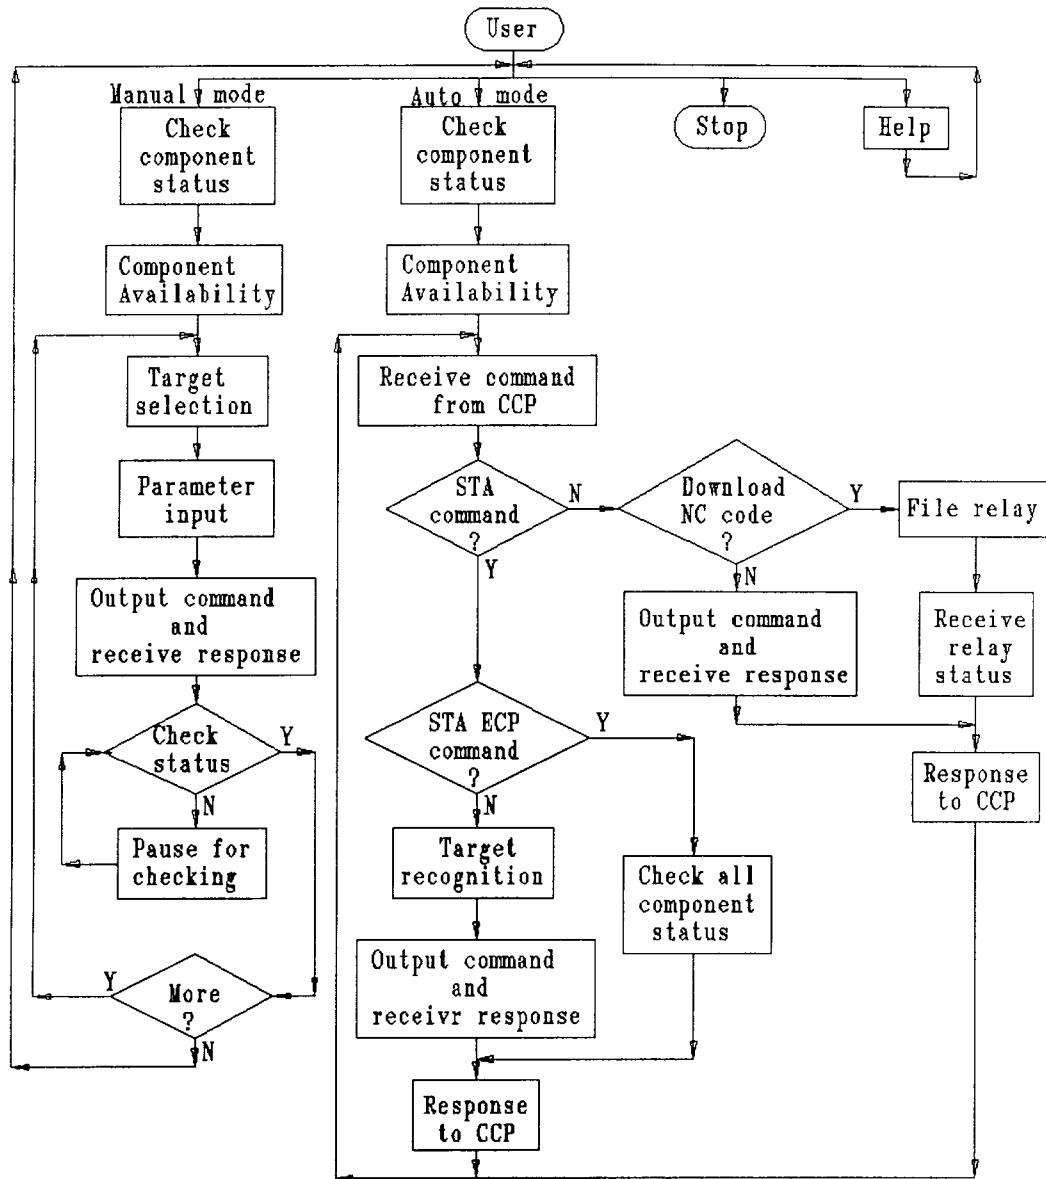 User
Manual mode
Check
component
status
Component
Availability
Target
selection
Parameter
input
Output command
and
receive response
Check
status
Y
N
Pause for
checking
More
?
Y
N
Auto mode
Check
component
status
Component
Availability
Receive command
from CCP
STA
command
?
N
Y
Download
NC code
?
Y
N
File relay
Receive
relay
status
Output command
and
receive response
Response
to CCP
STA ECP
command
?
Y
N
Target
recognition
Check all
component
status
Output command
and
receivr response
Response
to CCP
Stop
Help